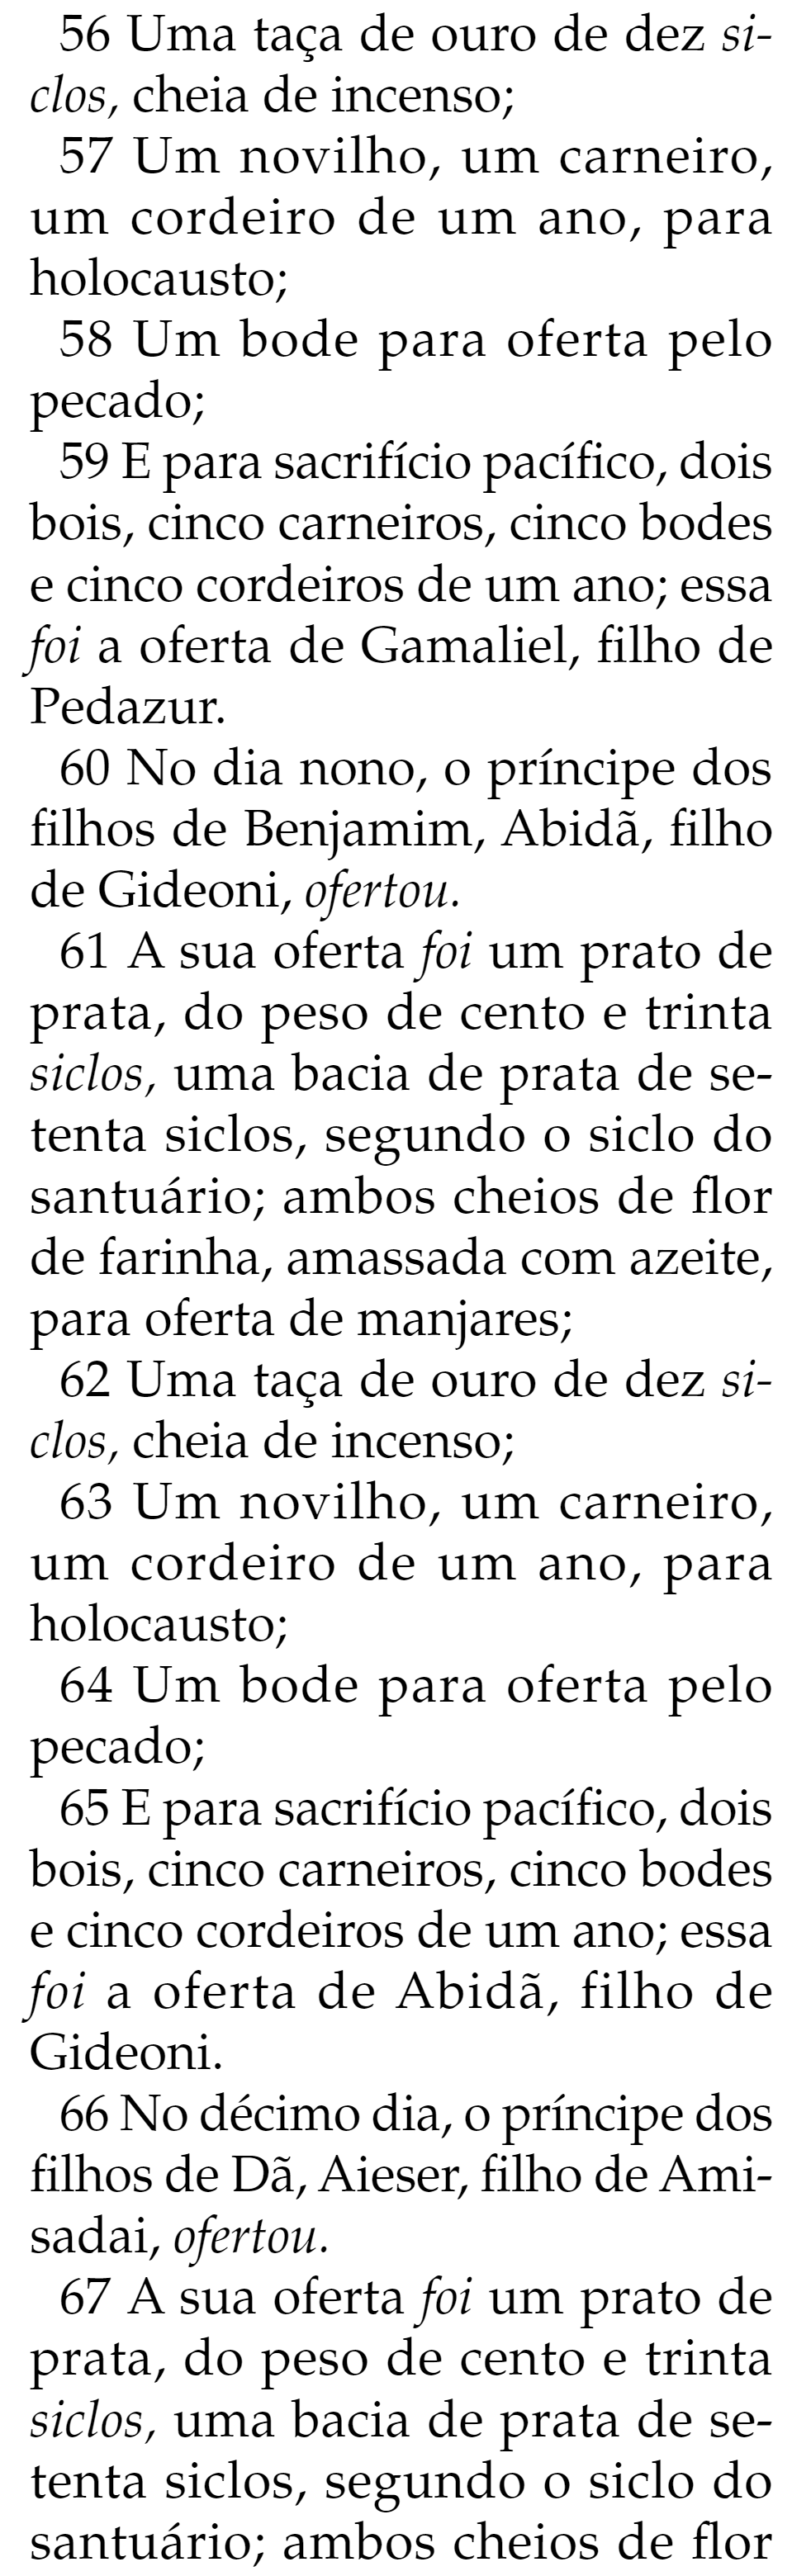 56 Uma taça de ouro de dez si-
clos, cheia de incenso;
57 Um novilho, um carneiro,
um cordeiro de um ano, para
holocausto;
58 Um bode para oferta pelo
pecado;
59 E para sacrifício pacífico, dois
bois, cinco carneiros, cinco bodes
e cinco cordeiros de um ano; essa
foi a oferta de Gamaliel, filho de
Pedazur.
60 No dia nono, o príncipe dos
filhos de Benjamim, Abidã, filho
de Gideoni, ofertou.
61 A sua oferta foi um prato de
prata, do peso de cento e trinta
siclos, uma bacia de prata de se-
tenta siclos, segundo o siclo do
santuário; ambos cheios de flor
de farinha, amassada com azeite,
para oferta de manjares;
62 Uma taça de ouro de dez si-
clos, cheia de incenso;
63 Um novilho, um carneiro,
um cordeiro de um ano, para
holocausto;
64 Um bode para oferta pelo
pecado;
65 E para sacrifício pacífico, dois
bois, cinco carneiros, cinco bodes
e cinco cordeiros de um ano; essa
foi a oferta de Abidã, filho de
Gideoni.
66 No décimo dia, o príncipe dos
filhos de Dã, Aieser, filho de Ami-
sadai, ofertou.
67 A sua oferta foi um prato de
prata, do peso de cento e trinta
siclos, uma bacia de prata de se-
tenta siclos, segundo o siclo do
santuário; ambos cheios de flor